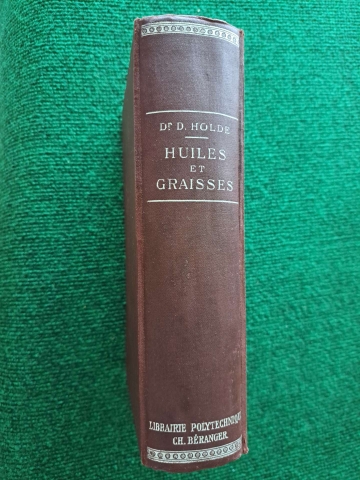 Dr D. HOLDE
HUILES
ET
GRAISSES
LIBRAIRIE POLYTECHNIQUE
CH. BÉRANGER.